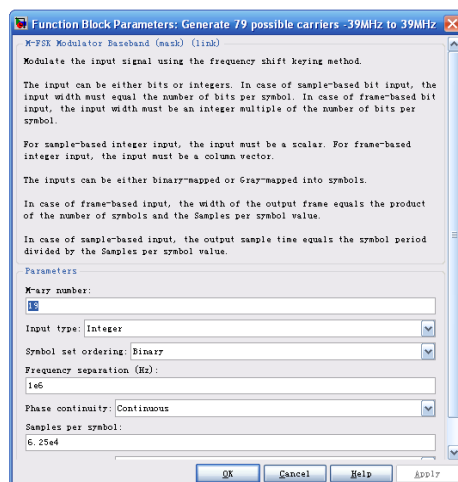 Function Block Parameters: Generate 79 possible carriers -39MHz to 39MHz
M-FSK Modulator Baseband (mask) (link)
Modulate the input signal using the frequency shift keying method.
The input can be either bits or integers. In case of sample-based bit input, the
input width must equal the number of bits per symbol. In case of frame-based bit
input, the input width must be an integer multiple of the number of bits per
symbol.
For sample-based integer input, the input must be a scalar. For frame-based
integer input, the input must be a column vector.
The inputs can be either binary-mapped or Gray-mapped into symbols.
In case of frame-based input, the width of the output frame equals the product
of the number of symbols and the Samples per symbol value.
In case of sample-based input, the output sample time equals the symbol period
divided by the Samples per symbol value.
Parameters
M-ary number:
19
Input type: Integer
Symbol set ordering: Binary
Frequency separation (Hz):
1e6
Phase continuity: Continuous
Samples per symbol:
6.25e4
OK Cancel Help Apply